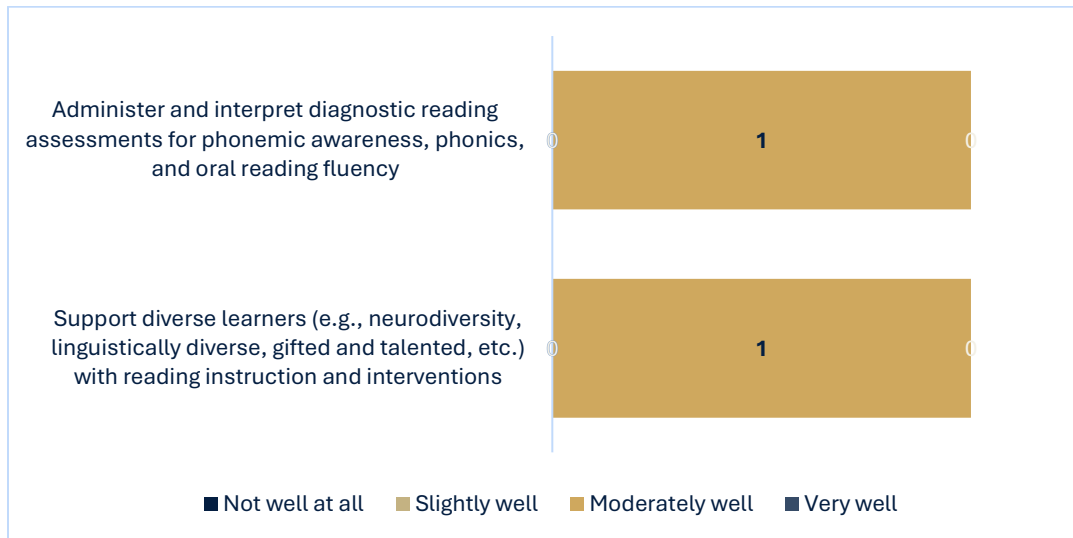 Administer and interpret diagnostic reading
assessments for phonemic awareness, phonics,
and oral reading fluency
0 1 0
Support diverse learners (e.g., neurodiversity,
linguistically diverse, gifted and talented, etc.)
with reading instruction and interventions
0 1 0
Not well at all Slightly well Moderately well Very well